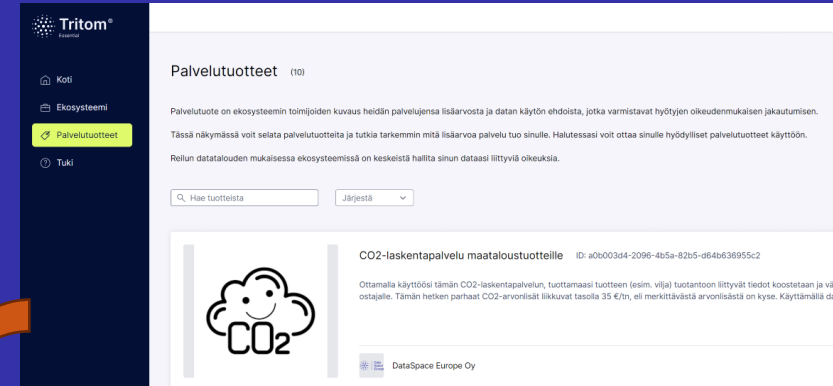 Tritom®
Essential
Koti
Ekosysteemi
Palvelutuotteet
Tuki
Palvelutuotteet (10)
Palvelutuote on ekosysteemin toimijoiden kuvaus heidän palvelujensa lisäarvosta ja datan käytön ehdoista, jotka varmistavat hyötyjen oikeudenmukaisen jakautumisen.
Tässä näkymässä voit selata palvelutuotteita ja tutkia tarkemmin mitä lisäarvoa palvelu tuo sinulle. Halutessasi voit ottaa sinulle hyödylliset palvelutuotteet käyttöön.
Reilun datatalouden mukaisessa ekosysteemissä on keskeistä hallita sinun dataasi liittyviä oikeuksia.
Hae tuotteista
Järjestä
CO2-laskentapalvelu maataloustuotteille ID: a0b003d4-2096-4b5a-82b5-d64b636955c2
Ottamalla käyttöösi tämän CO2-laskentapalvelun, tuottamaasi tuotteen (esim. vilja) tuotantoon liittyvät tiedot koostetaan ja vä
ostajalle. Tämän hetken parhaat CO2-arvonlisät liikkuvat tasolla 35 €/tn, eli merkittävästä arvonlisästä on kyse. Käyttämällä da
CO2
DataSpace Europe Oy